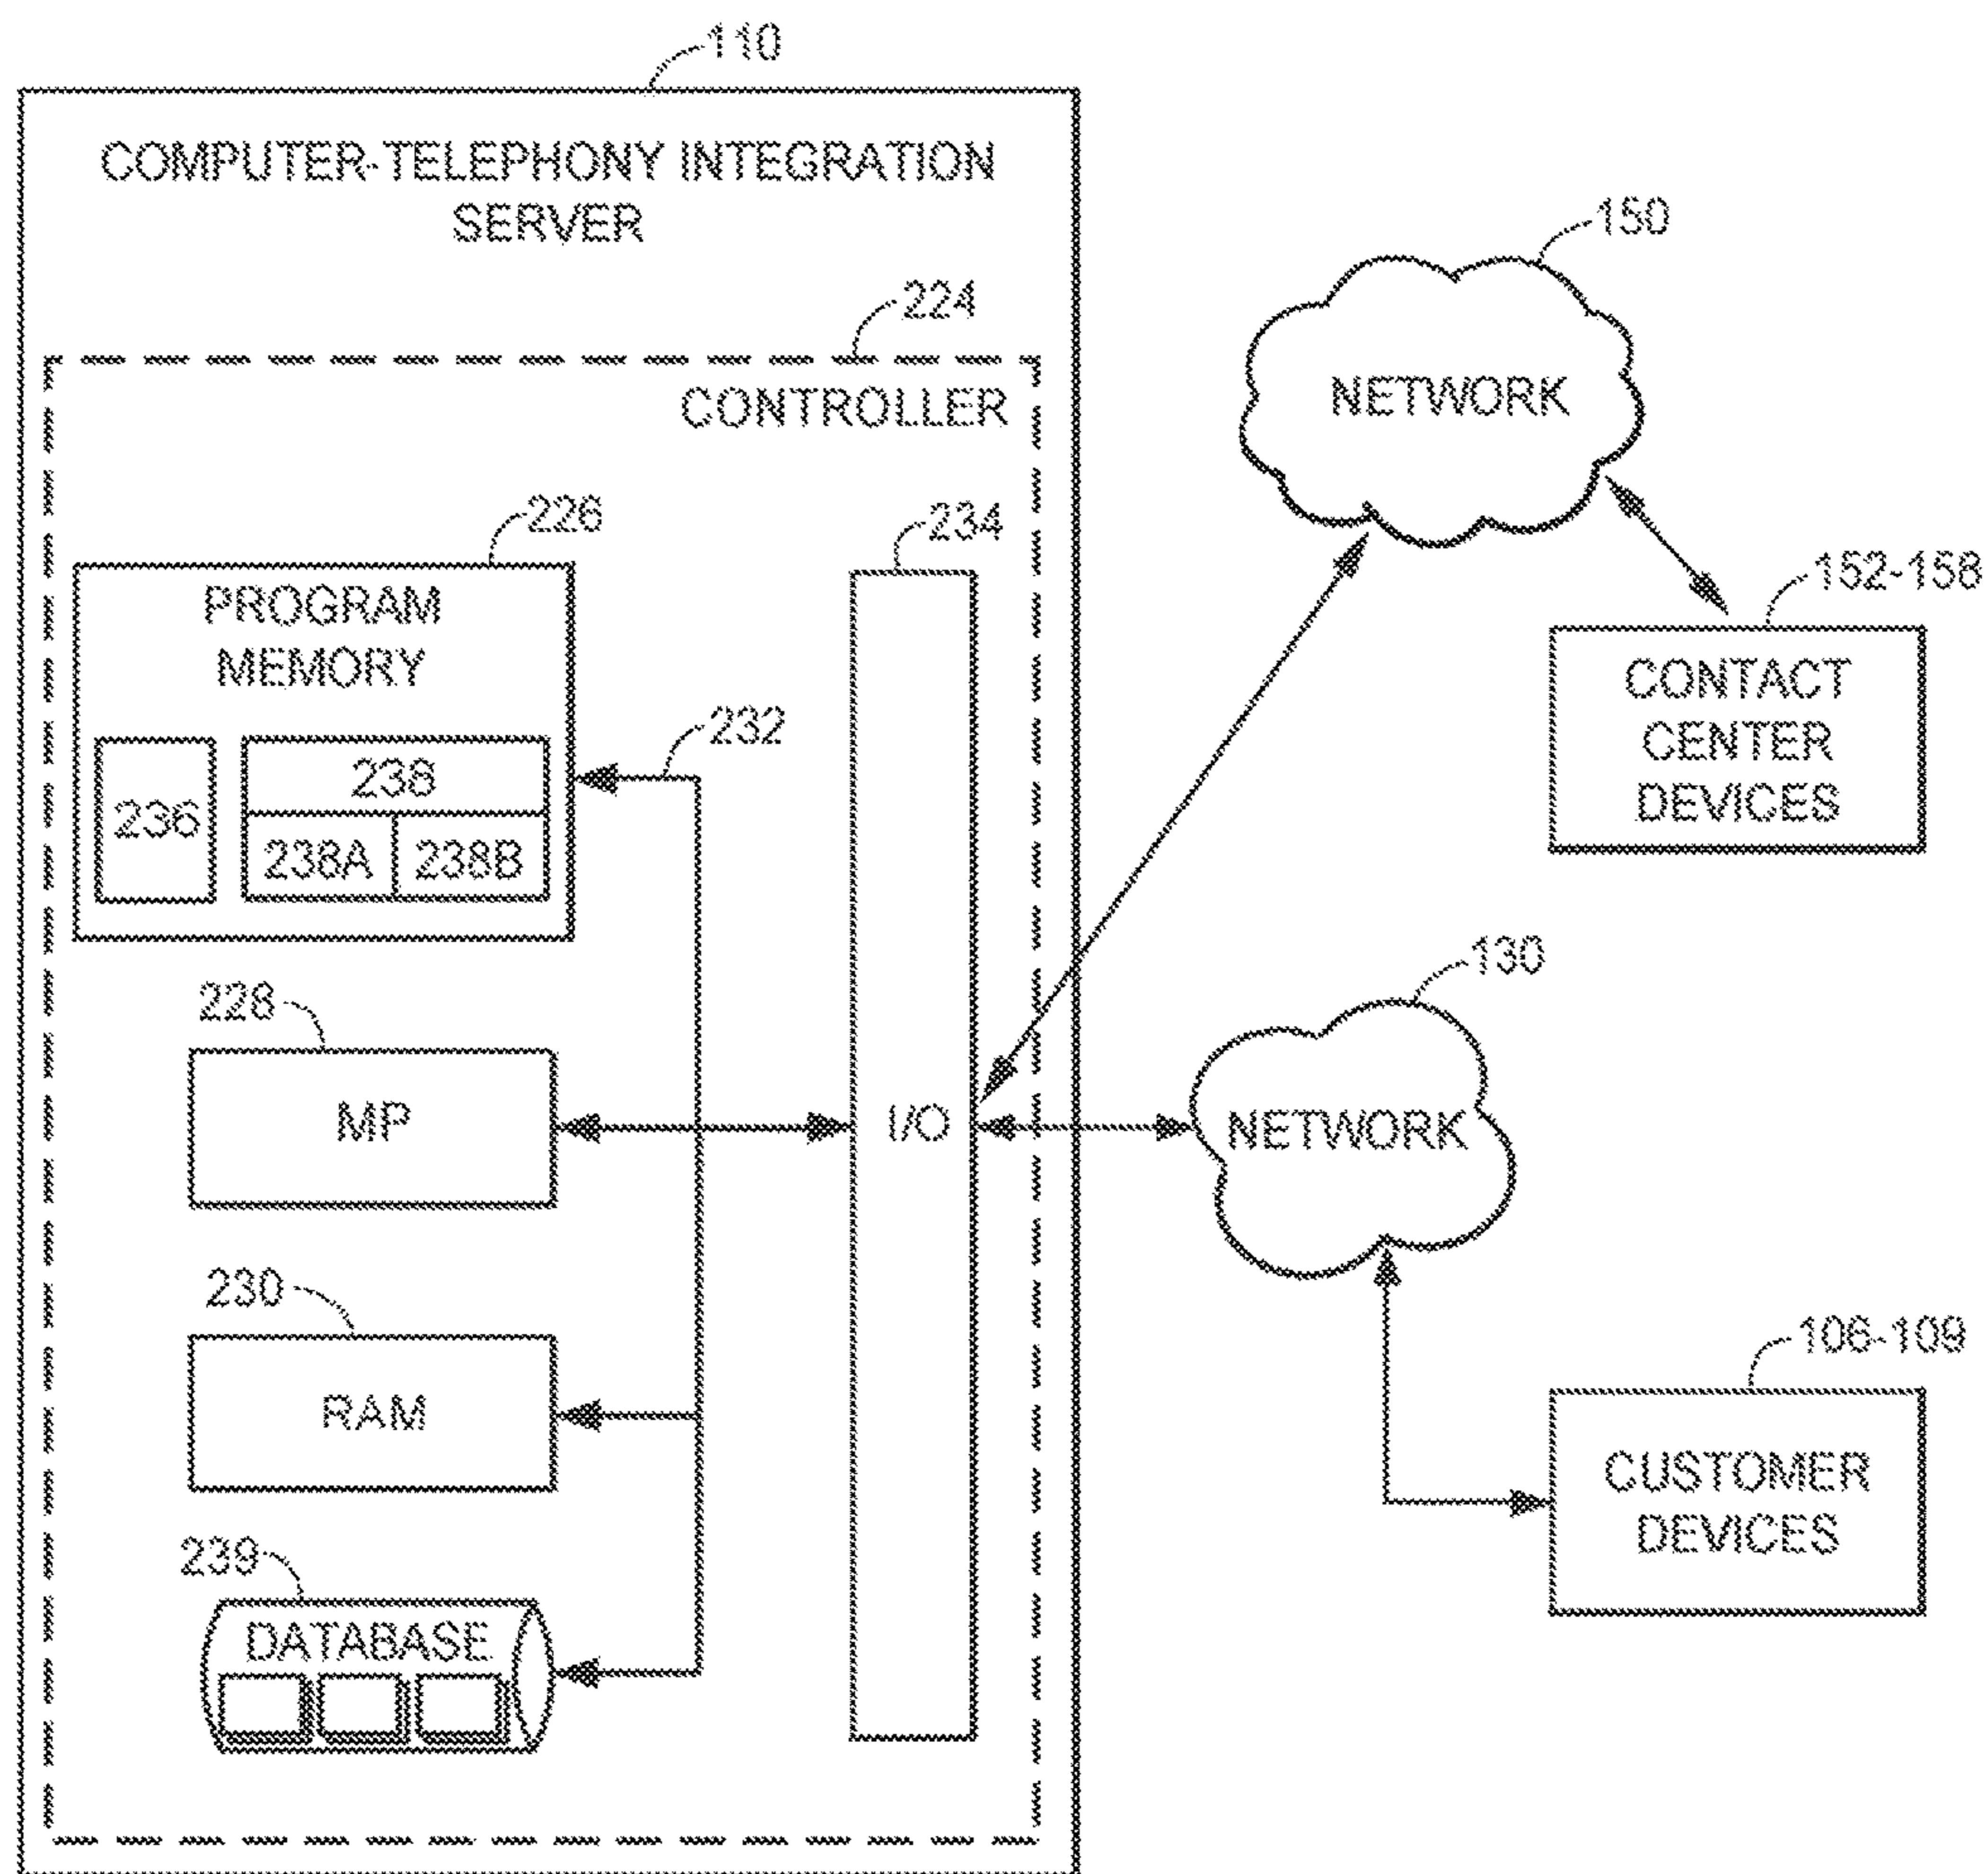 110
COMPUTER-TELEPHONY INTEGRATION
SERVER
224
CONTROLLER
226
PROGRAM
MEMORY
236
238
238A
238B
232
234
I/O
228
MP
230
RAM
239
DATABASE
150
NETWORK
152-158
CONTACT
CENTER
DEVICES
130
NETWORK
106-109
CUSTOMER
DEVICES